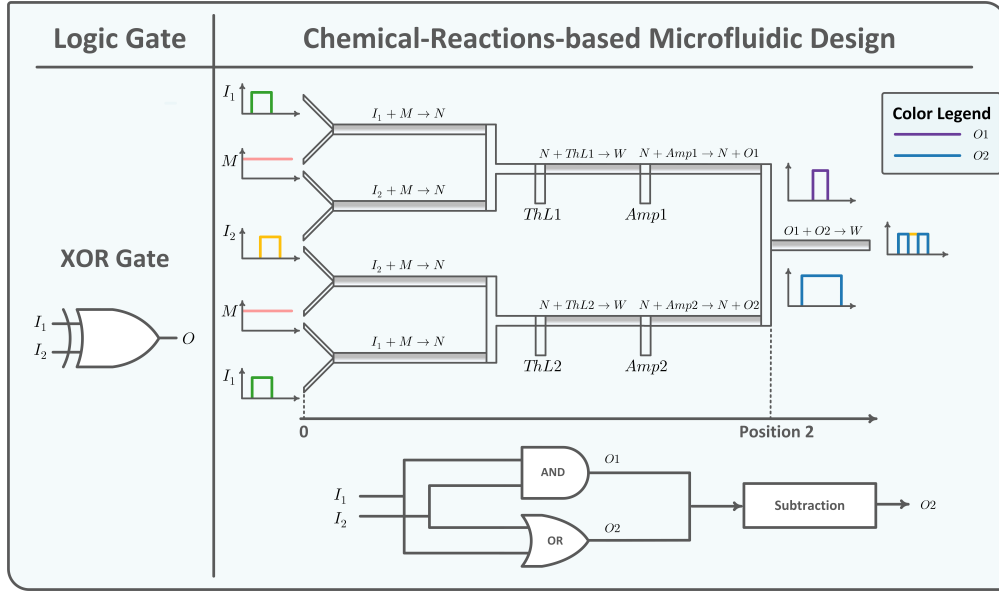 Logic Gate
Chemical-Reactions-based Microfluidic Design
I₁
I₁ + M → N
Color Legend
O1
O2
M
N + ThL1 → W
N + Amp1 → N + O1
I₂ + M → N
ThL1
Amp1
I₂
O1 + O2 → W
XOR Gate
I₂ + M → N
M
N + ThL2 → W
N + Amp2 → N + O2
I₁
I₂
O
I₁ + M → N
ThL2
Amp2
I₁
0
Position 2
AND
O1
I₁
I₂
Subtraction
O2
O2
OR